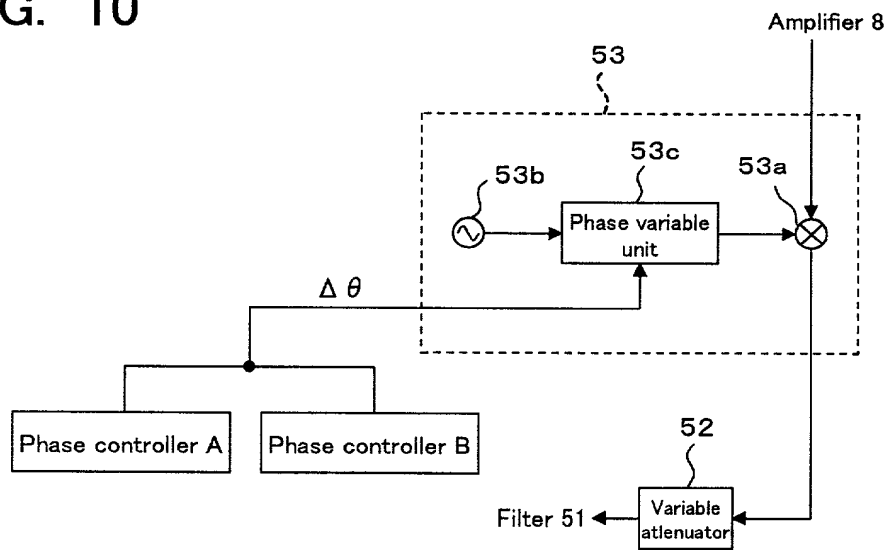 G. 10
Amplifier 8
53
53c
53a
53b
Phase variable
unit
Δ θ
Phase controller A
Phase controller B
52
Variable
atlenuator
Filter 51